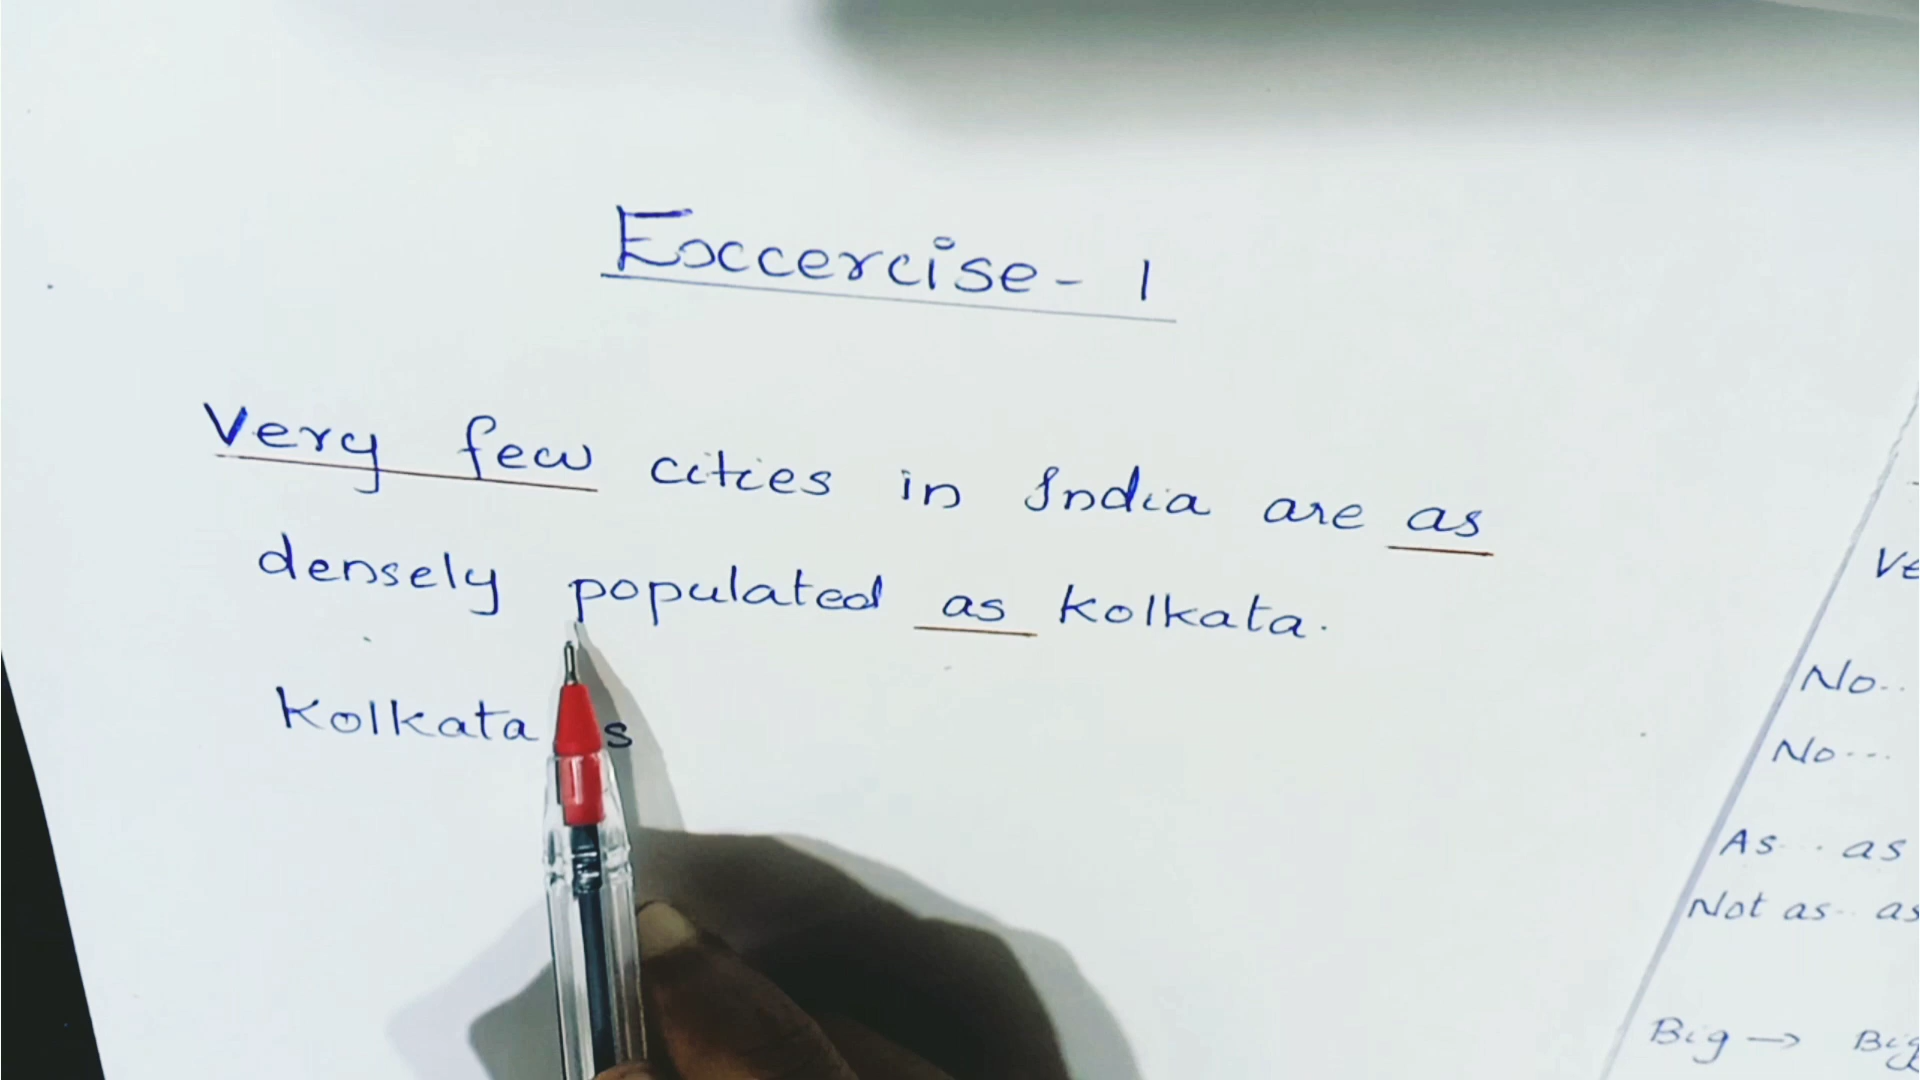 Exccercise - 1
Very few cities in India are as
densely populated as Kolkata.
Kolkata s
No..
No...
As... as
Not as.. as
Big →